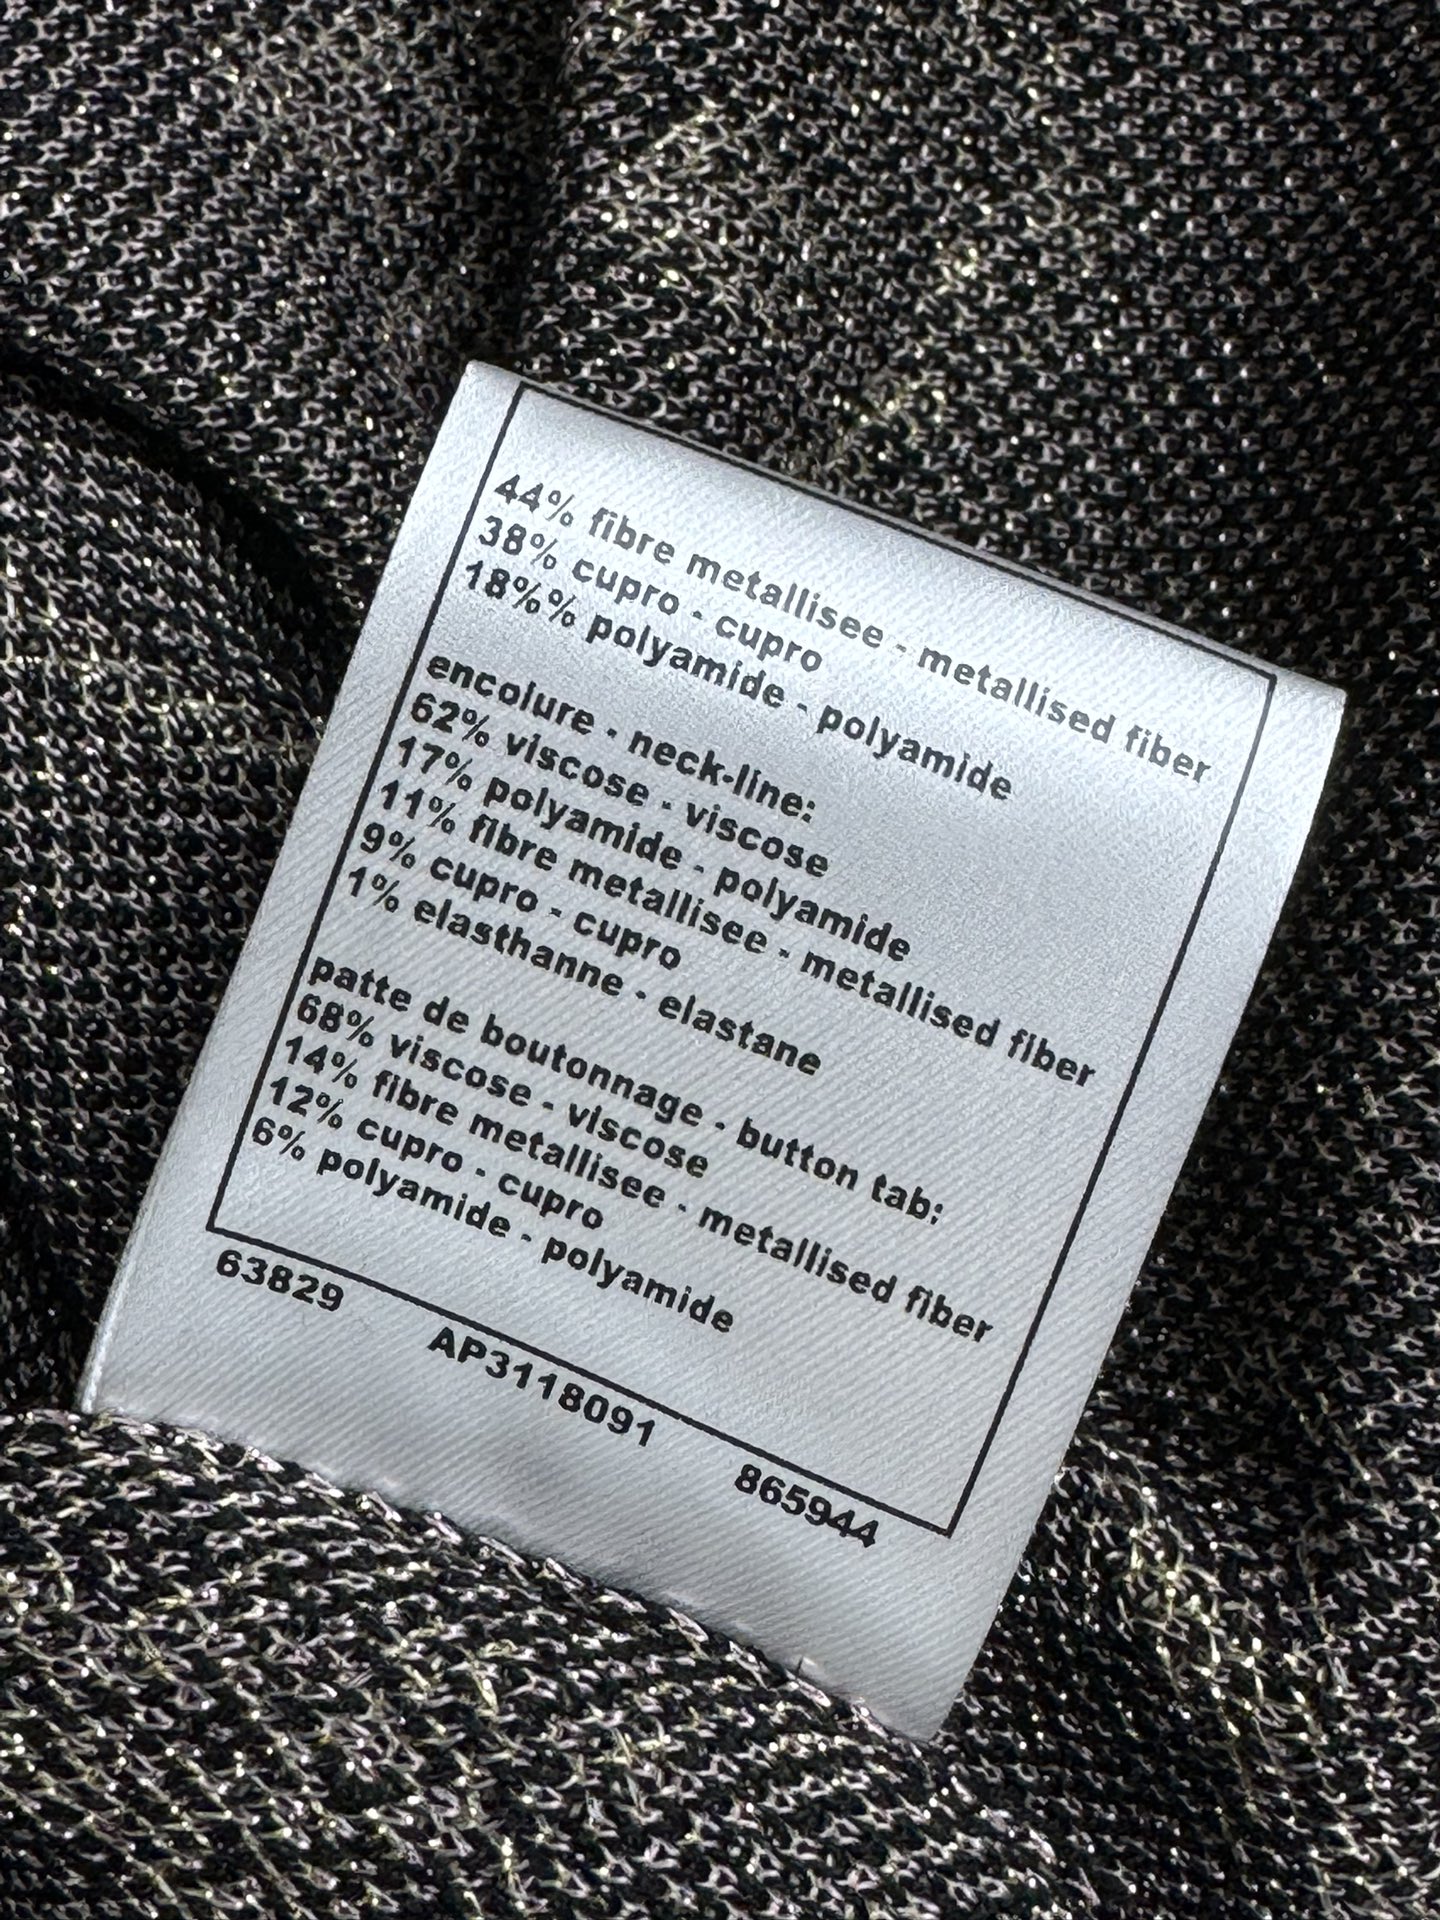 44% fibre metallisee - metallised fiber
38% cupro - cupro
18%% polyamide - polyamide
encolure - neck-line:
62% viscose - viscose
17% polyamide - polyamide
11% fibre metallisee - metallised fiber
9% cupro - cupro
1% elasthanne - elastane
patte de boutonnage - button tab:
68% viscose - viscose
14% fibre metallisee - metallised fiber
12% cupro - cupro
6% polyamide - polyamide
63829 AP3118091 865944